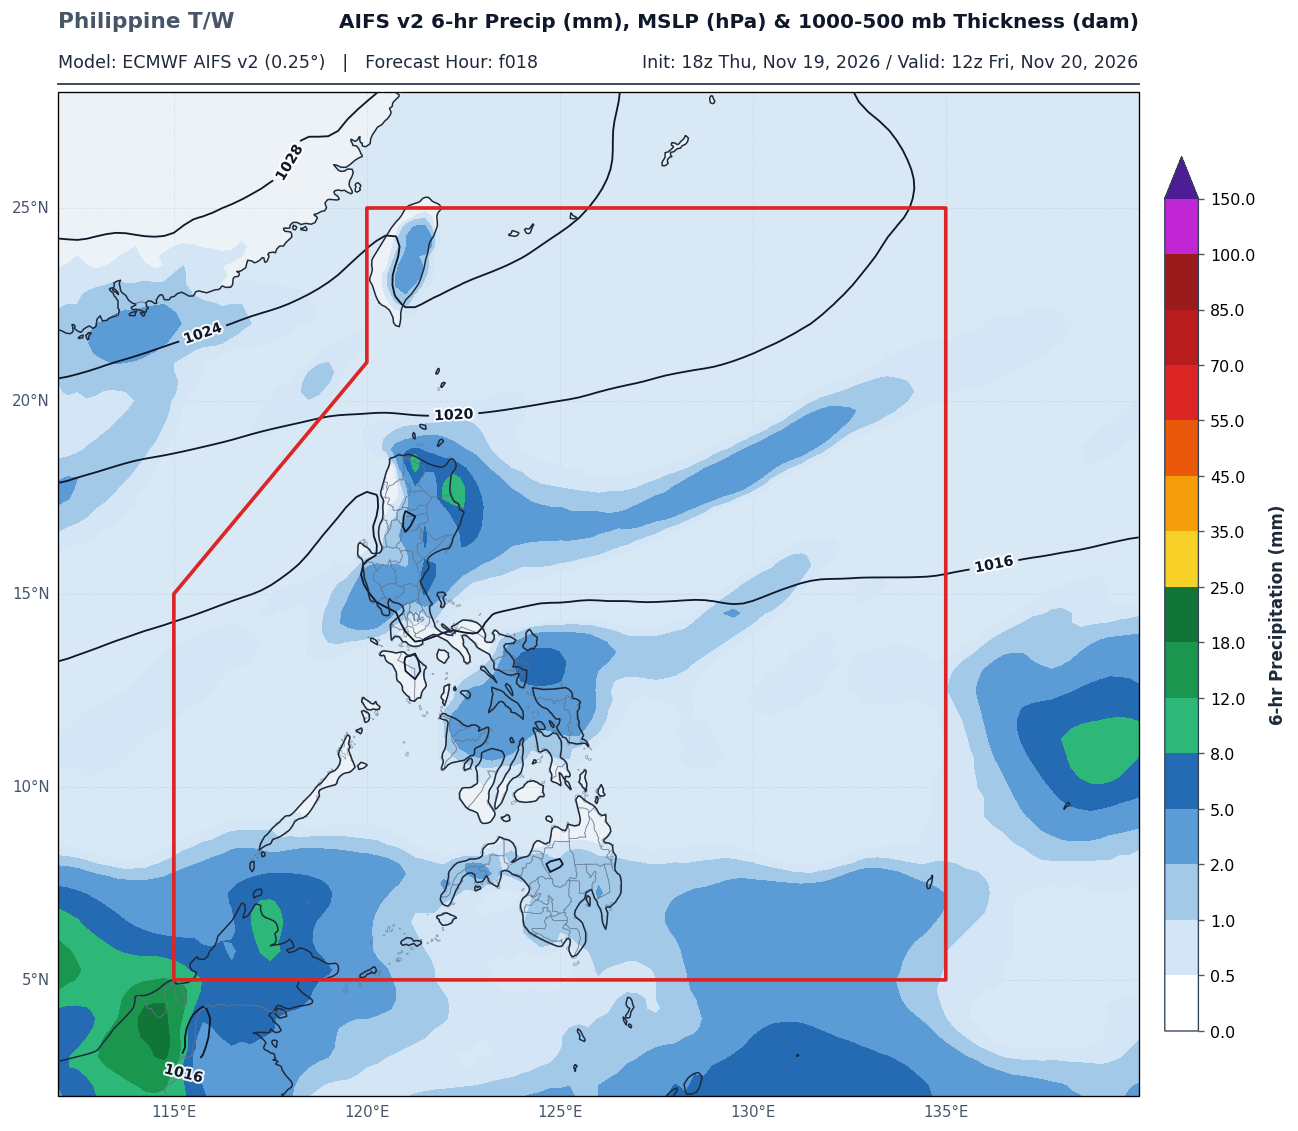 Philippine T/W
AIFS v2 6-hr Precip (mm), MSLP (hPa) & 1000-500 mb Thickness (dam)
Model: ECMWF AIFS v2 (0.25°)   |   Forecast Hour: f018
Init: 18z Thu, Nov 19, 2026 / Valid: 12z Fri, Nov 20, 2026
1028
1024
1020
1016
1016
25°N
20°N
15°N
10°N
5°N
115°E
120°E
125°E
130°E
135°E
150.0
100.0
85.0
70.0
55.0
45.0
35.0
25.0
18.0
12.0
8.0
5.0
2.0
1.0
0.5
0.0
6-hr Precipitation (mm)